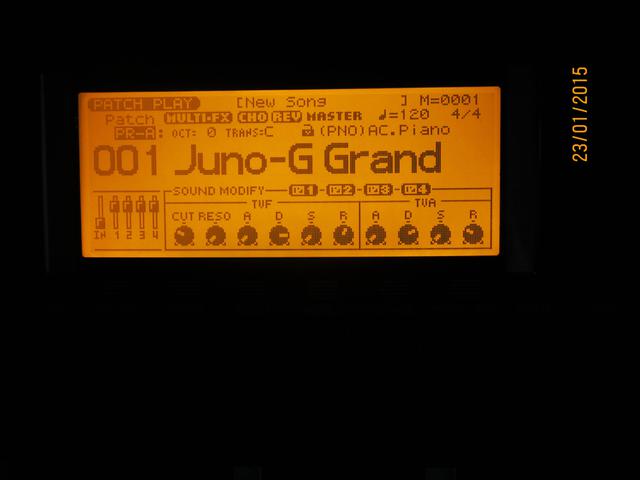 PATCH PLAY [New Song ] M=0001
Patch MULTI-FX CHO REV MASTER ♩=120 4/4
PR-A: OCT: 0 TRANS=C (PNO)AC.Piano
001 Juno-G Grand
SOUND MODIFY 1 - 2 - 3 - 4
TVF TVA
CUT RESO A D S R A D S R
IN 1 2 3 4
23/01/2015